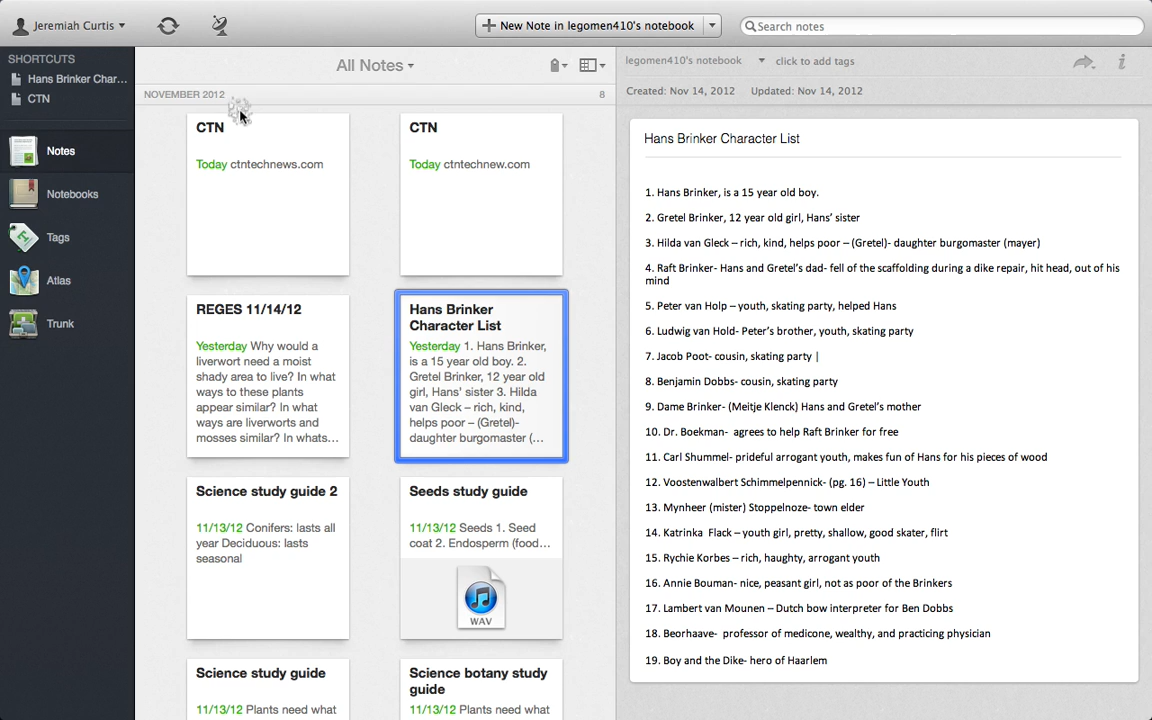 Jeremiah Curtis
New Note in legomen410's notebook
Search notes
SHORTCUTS
Hans Brinker Char...
CTN
Notes
Notebooks
Tags
Atlas
Trunk
All Notes
NOVEMBER 2012
8
CTN
Today ctntechnews.com
CTN
Today ctntechnew.com
REGES 11/14/12
Yesterday Why would a
liverwort need a moist
shady area to live? In what
ways to these plants
appear similar? In what
ways are liverworts and
mosses similar? In whats...
Hans Brinker
Character List
Yesterday 1. Hans Brinker,
is a 15 year old boy. 2.
Gretel Brinker, 12 year old
girl, Hans' sister 3. Hilda
van Gleck – rich, kind,
helps poor – (Gretel)-
daughter burgomaster (...
Science study guide 2
11/13/12 Conifers: lasts all
year Deciduous: lasts
seasonal
Seeds study guide
11/13/12 Seeds 1. Seed
coat 2. Endosperm (food...
WAV
Science study guide
11/13/12 Plants need what
Science botany study
guide
11/13/12 Plants need what
legomen410's notebook
click to add tags
Created: Nov 14, 2012
Updated: Nov 14, 2012
Hans Brinker Character List
1. Hans Brinker, is a 15 year old boy.
2. Gretel Brinker, 12 year old girl, Hans' sister
3. Hilda van Gleck – rich, kind, helps poor – (Gretel)- daughter burgomaster (mayer)
4. Raft Brinker- Hans and Gretel's dad- fell of the scaffolding during a dike repair, hit head, out of his
mind
5. Peter van Holp – youth, skating party, helped Hans
6. Ludwig van Hold- Peter's brother, youth, skating party
7. Jacob Poot- cousin, skating party
8. Benjamin Dobbs- cousin, skating party
9. Dame Brinker- (Meitje Klenck) Hans and Gretel's mother
10. Dr. Boekman- agrees to help Raft Brinker for free
11. Carl Shummel- prideful arrogant youth, makes fun of Hans for his pieces of wood
12. Voostenwalbert Schimmelpennick- (pg. 16) – Little Youth
13. Mynheer (mister) Stoppelnoze- town elder
14. Katrinka Flack – youth girl, pretty, shallow, good skater, flirt
15. Rychie Korbes – rich, haughty, arrogant youth
16. Annie Bouman- nice, peasant girl, not as poor of the Brinkers
17. Lambert van Mounen – Dutch bow interpreter for Ben Dobbs
18. Beorhaave- professor of medicone, wealthy, and practicing physician
19. Boy and the Dike- hero of Haarlem